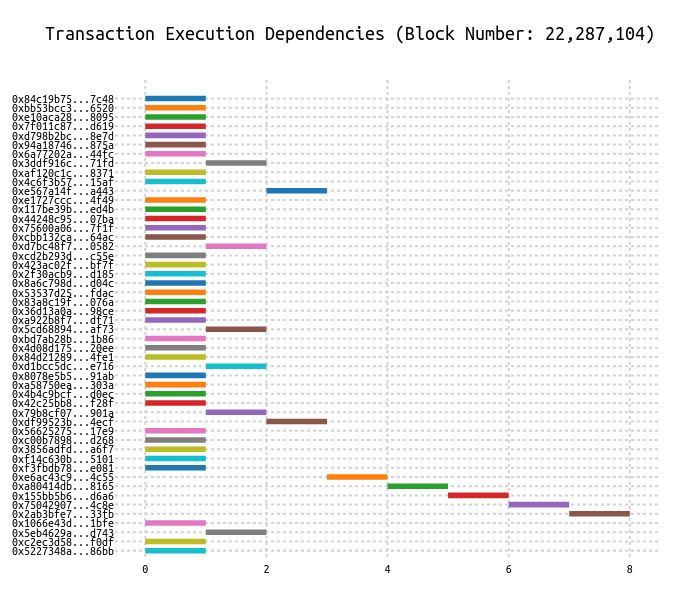 Transaction Execution Dependencies (Block Number: 22,287,104)
0x84c19b75...7c48
0xbb53bcc3...6520
0xe10aca28...8095
0x7f011c87...d619
0xd798b2bc...8e7d
0x94a18746...875a
0x6a77202a...44fc
0x3ddf916c...71fd
0xaf120c1c...8371
0x4c6f3b57...15af
0xe567a14f...a443
0xe1727ccc...4f49
0x117be39b...ed4b
0x44248c95...07ba
0x75600a06...7f1f
0xcbb132ca...64ac
0xd7bc48f7...0582
0xcd2b293d...c55e
0x423ac02f...bf7f
0x2f30acb9...d185
0x8a6c798d...d04c
0x53537d25...fdac
0x83a8c19f...076a
0x36d13a0a...98ce
0xa922b8f7...df71
0x5cd68894...af73
0xbd7ab28b...1b86
0x4d08d175...20ee
0x84d21289...4fe1
0xd1bcc5dc...e716
0x8078e5b5...91ab
0xa58750ea...303a
0x4b4c9bcf...d0ec
0x42c25bb8...f28f
0x79b8cf07...901a
0xdf99523b...4ecf
0x56625275...17e9
0xc00b7898...d268
0x3856adfd...a6f7
0xf14c630b...5101
0xf3fbdb78...e081
0xe6ac43c9...4c55
0xa80414db...8165
0x155bb5b6...d6a6
0x75042907...4c8e
0x2ab3bfe7...33fb
0x1066e43d...1bfe
0x5eb4629a...d743
0xc2ec3d58...f0df
0x5227348a...86bb
0 2 4 6 8